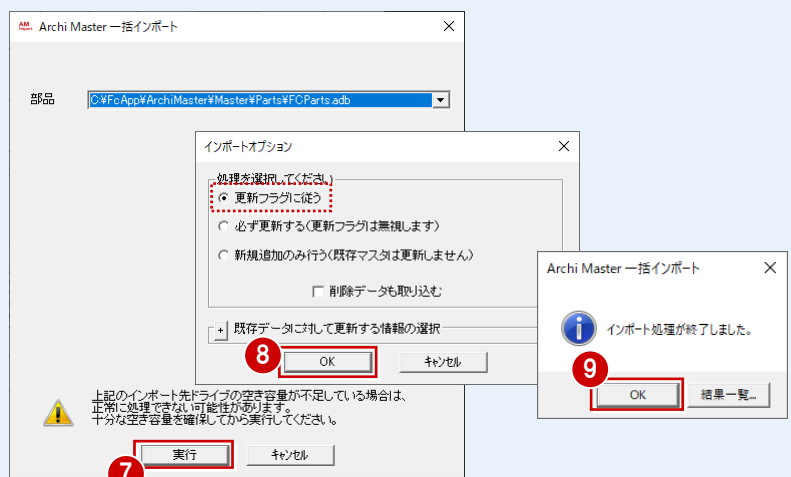 AM
Import
Archi Master 一括インポート
部品
C:¥FcApp¥ArchiMaster¥Master¥Parts¥FCParts.adb
インポートオプション
処理を選択してください
更新フラグに従う
必ず更新する(更新フラグは無視します)
新規追加のみ行う(既存マスタは更新しません)
削除データも取り込む
+ 既存データに対して更新する情報の選択
8
OK
キャンセル
上記のインポート先ドライブの空き容量が不足している場合は、
正常に処理できない可能性があります。
十分な空き容量を確保してから実行してください。
7
実行
キャンセル
Archi Master 一括インポート
インポート処理が終了しました。
9
OK
結果一覧...